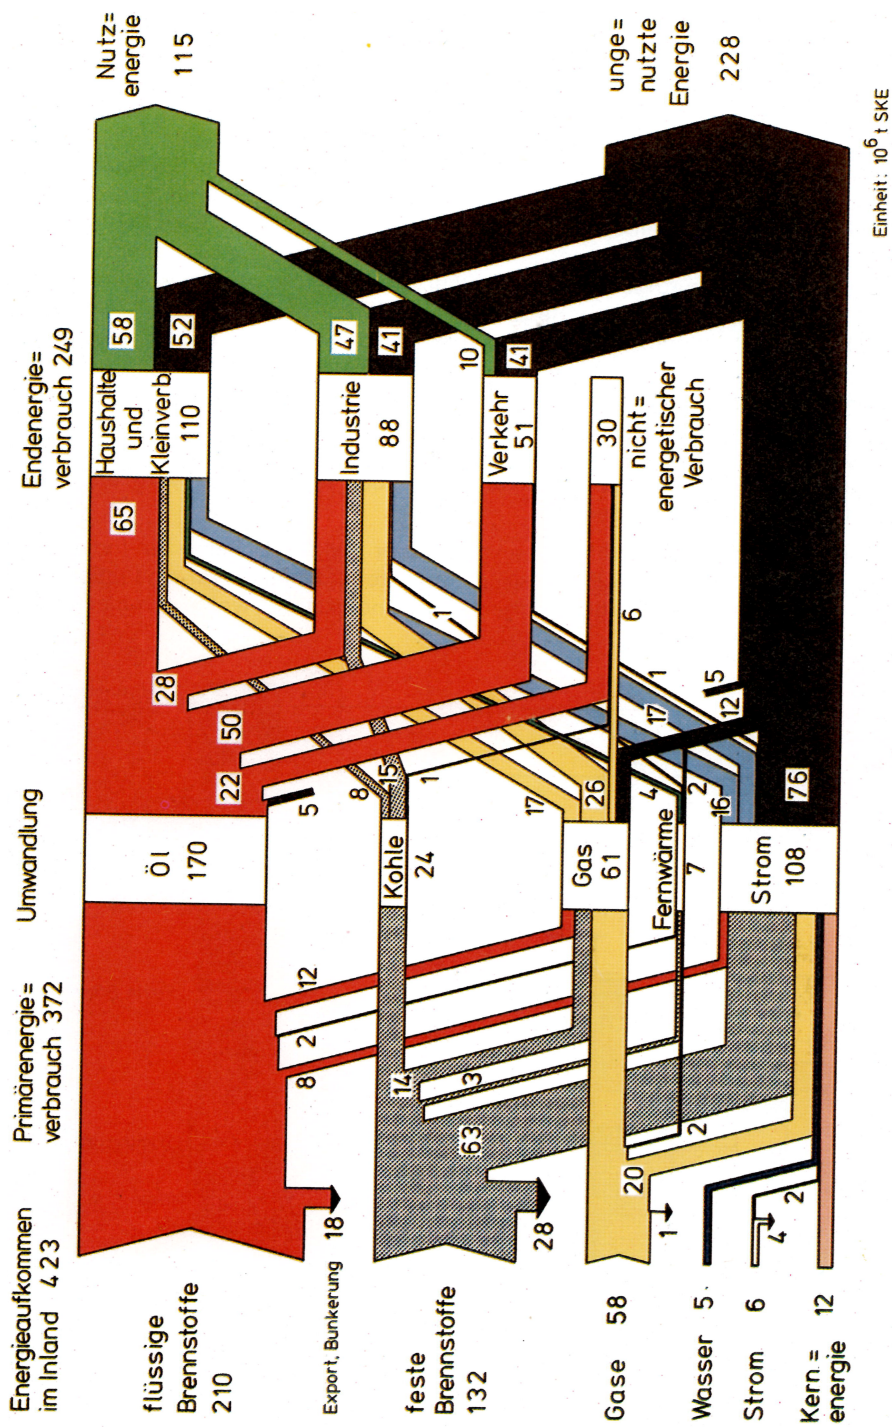 Energieaufkommen
im Inland 423
Primärenergie=
verbrauch 372
Umwandlung
Endenergie=
verbrauch 249
Nutz=
energie
115
flüssige
Brennstoffe
210
Export, Bunkerung
18
8
2
12
Öl
170
5
22
50
28
65
Haushalte
und
Kleinverb.
110
58
52
feste
Brennstoffe
132
28
63
14
3
Kohle
24
8
15
1
Industrie
88
47
41
Gase 58
1
20
2
Gas
61
17
26
1
Verkehr
51
10
41
Fernwärme
7
4
2
6
30
nicht=
energetischer
Verbrauch
Wasser 5
Strom 6
4
2
Kern=
energie
12
Strom
108
16
76
17
1
12
5
unge=
nutzte
Energie
228
Einheit: 10⁶ t SKE